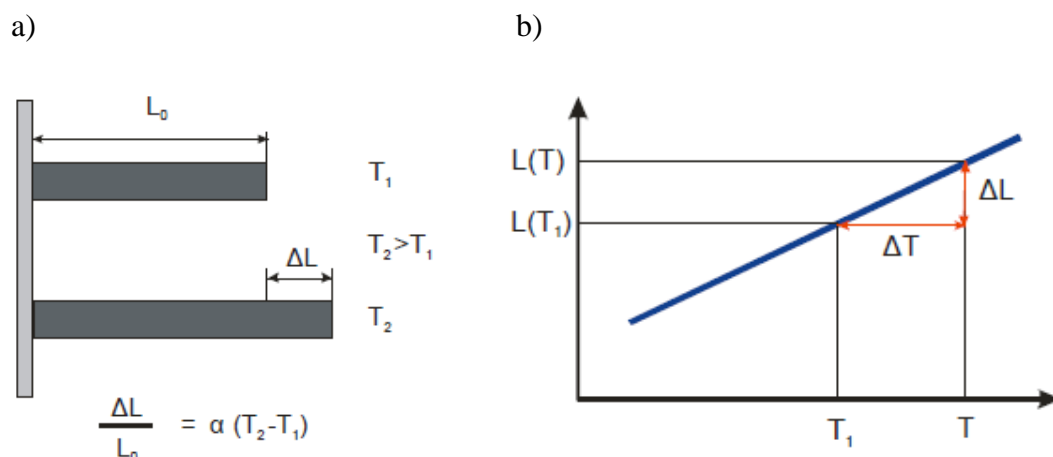 a)
L₀
T₁
T₂>T₁
ΔL
T₂
ΔL
L₀
= α (T₂-T₁)
b)
L(T)
L(T₁)
ΔL
ΔT
T₁
T